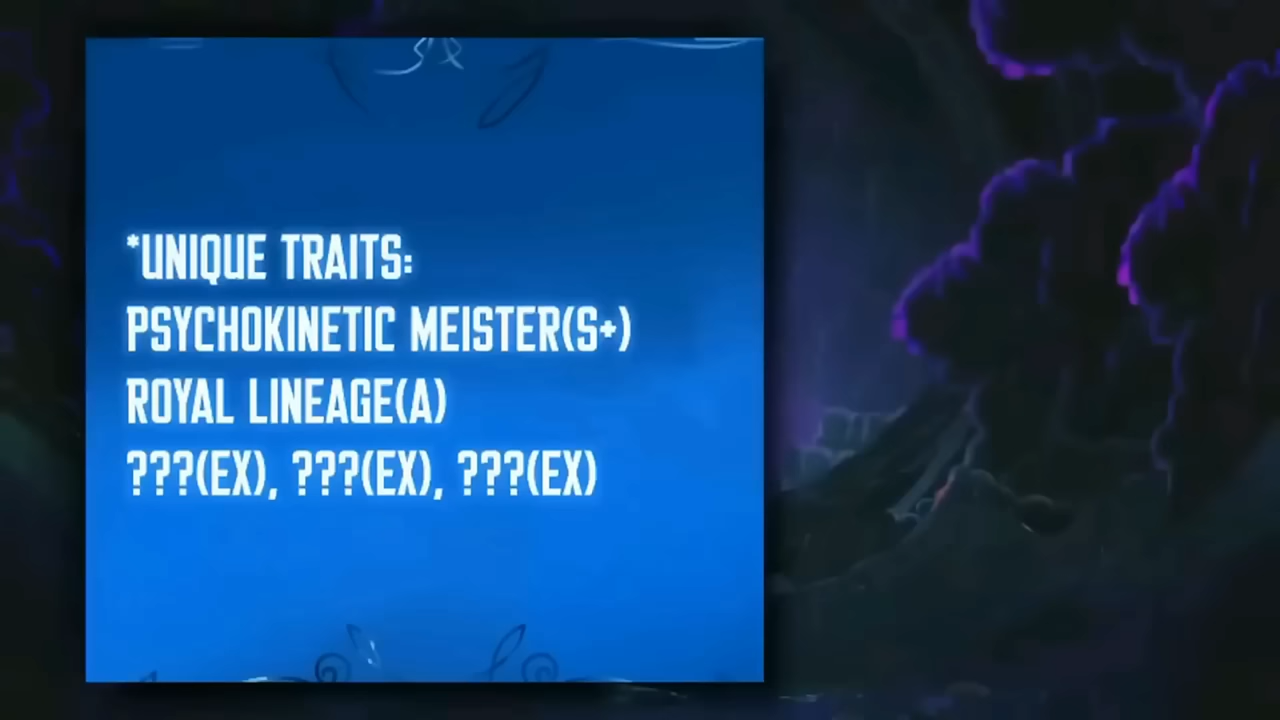 *UNIQUE TRAITS:
PSYCHOKINETIC MEISTER(S+)
ROYAL LINEAGE(A)
???(EX), ???(EX), ???(EX)